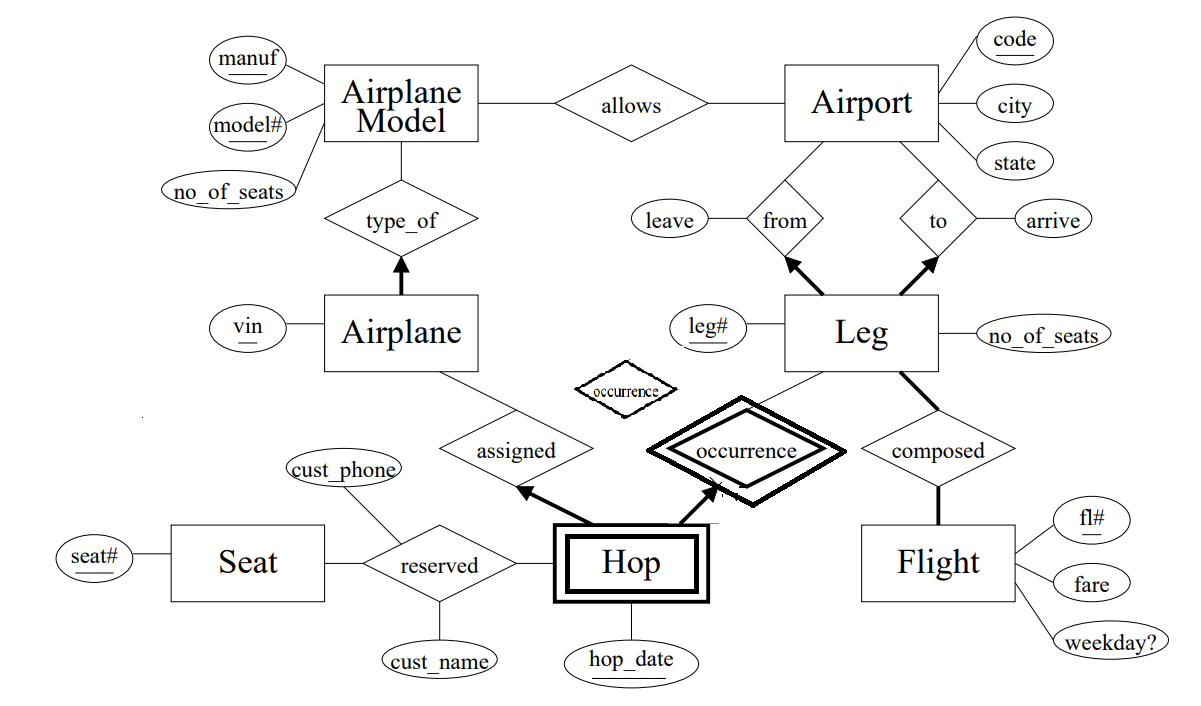 manuf
Airplane
Model
model#
no_of_seats
allows
Airport
code
city
state
type_of
leave
from
to
arrive
vin
Airplane
leg#
Leg
no_of_seats
occurrence
assigned
occurrence
composed
cust_phone
seat#
Seat
reserved
Hop
Flight
fl#
fare
weekday?
cust_name
hop_date